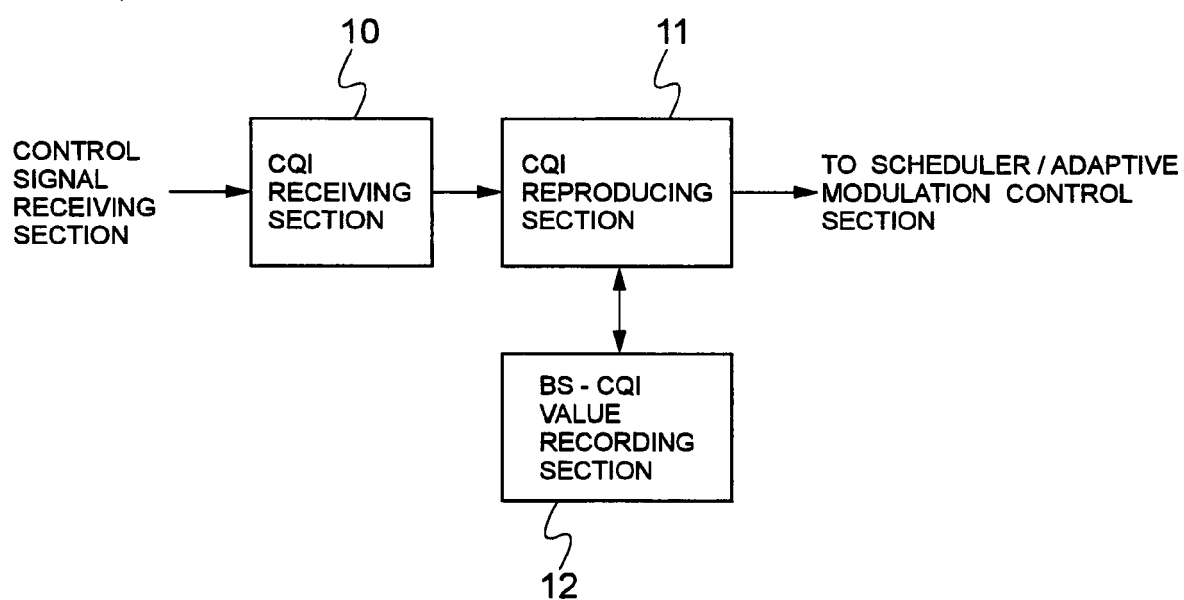 10
11
CONTROL
SIGNAL
RECEIVING
SECTION
CQI
RECEIVING
SECTION
CQI
REPRODUCING
SECTION
TO SCHEDULER / ADAPTIVE
MODULATION CONTROL
SECTION
BS - CQI
VALUE
RECORDING
SECTION
12